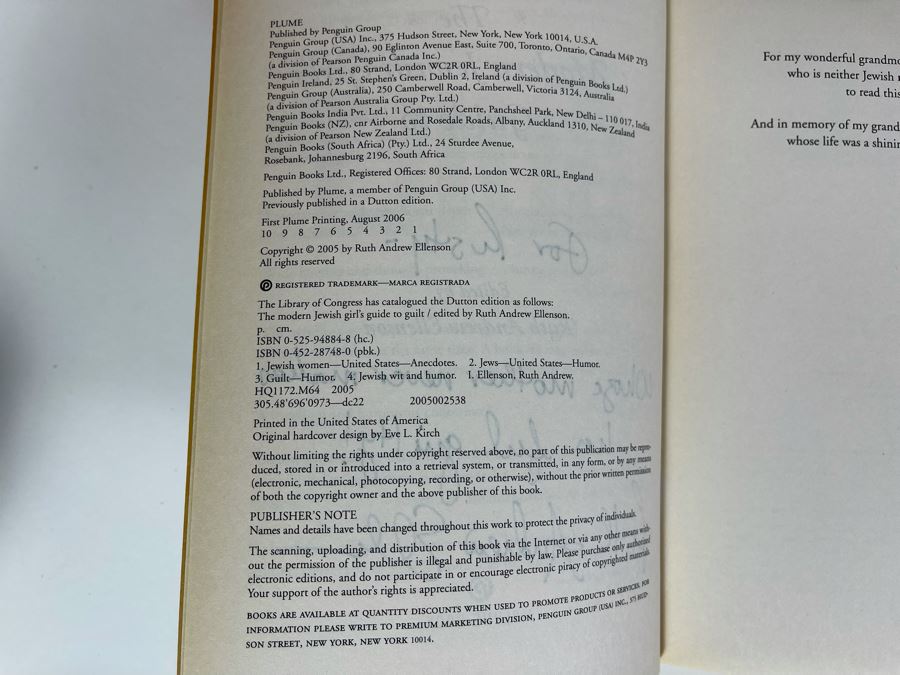 PLUME
Published by Penguin Group
Penguin Group (USA) Inc., 375 Hudson Street, New York, New York 10014, U.S.A.
Penguin Group (Canada), 90 Eglinton Avenue East, Suite 700, Toronto, Ontario, Canada M4P 2Y3
(a division of Pearson Penguin Canada Inc.)
Penguin Books Ltd., 80 Strand, London WC2R 0RL, England
Penguin Ireland, 25 St. Stephen's Green, Dublin 2, Ireland (a division of Penguin Books Ltd.)
Penguin Group (Australia), 250 Camberwell Road, Camberwell, Victoria 3124, Australia
(a division of Pearson Australia Group Pty. Ltd.)
Penguin Books India Pvt. Ltd., 11 Community Centre, Panchsheel Park, New Delhi – 110 017, India
Penguin Books (NZ), cnr Airborne and Rosedale Roads, Albany, Auckland 1310, New Zealand
(a division of Pearson New Zealand Ltd.)
Penguin Books (South Africa) (Pty.) Ltd., 24 Sturdee Avenue,
Rosebank, Johannesburg 2196, South Africa
Penguin Books Ltd., Registered Offices: 80 Strand, London WC2R 0RL, England
Published by Plume, a member of Penguin Group (USA) Inc.
Previously published in a Dutton edition.
First Plume Printing, August 2006
10 9 8 7 6 5 4 3 2 1
Copyright © 2005 by Ruth Andrew Ellenson
All rights reserved
REGISTERED TRADEMARK—MARCA REGISTRADA
The Library of Congress has catalogued the Dutton edition as follows:
The modern Jewish girl's guide to guilt / edited by Ruth Andrew Ellenson.
p. cm.
ISBN 0-525-94884-8 (hc.)
ISBN 0-452-28748-0 (pbk.)
1. Jewish women—United States—Anecdotes. 2. Jews—United States—Humor.
3. Guilt—Humor. 4. Jewish wit and humor. I. Ellenson, Ruth Andrew.
HQ1172.M64 2005
305.48'696'0973—dc22 2005002538
Printed in the United States of America
Original hardcover design by Eve L. Kirch
Without limiting the rights under copyright reserved above, no part of this publication may be repro-
duced, stored in or introduced into a retrieval system, or transmitted, in any form, or by any means
(electronic, mechanical, photocopying, recording, or otherwise), without the prior written permission
of both the copyright owner and the above publisher of this book.
PUBLISHER'S NOTE
Names and details have been changed throughout this work to protect the privacy of individuals.
The scanning, uploading, and distribution of this book via the Internet or via any other means with-
out the permission of the publisher is illegal and punishable by law. Please purchase only authorized
electronic editions, and do not participate in or encourage electronic piracy of copyrighted materials.
Your support of the author's rights is appreciated.
BOOKS ARE AVAILABLE AT QUANTITY DISCOUNTS WHEN USED TO PROMOTE PRODUCTS OR SERVICES. FOR
INFORMATION PLEASE WRITE TO PREMIUM MARKETING DIVISION, PENGUIN GROUP (USA) INC., 375 HUD-
SON STREET, NEW YORK, NEW YORK 10014.
For my wonderful grandmo
who is neither Jewish
to read this
And in memory of my grand
whose life was a shinin